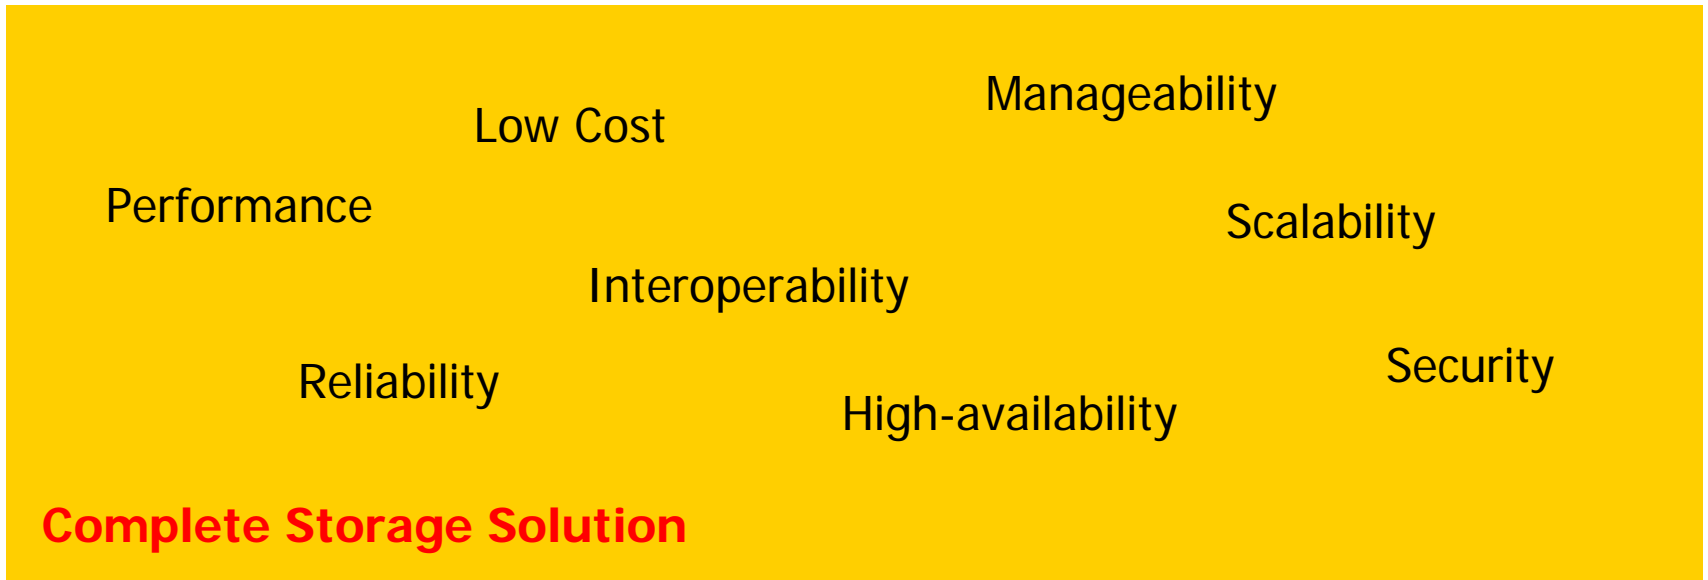 Manageability
Low Cost
Performance
Scalability
Interoperability
Security
Reliability
High-availability
Complete Storage Solution